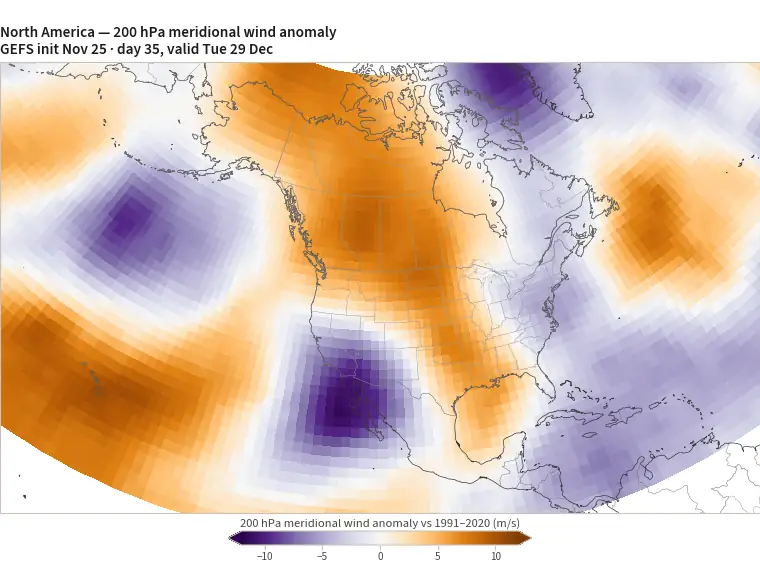 North America — 200 hPa meridional wind anomaly
GEFS init Nov 25 · day 35, valid Tue 29 Dec
200 hPa meridional wind anomaly vs 1991–2020 (m/s)
−10 −5 0 5 10